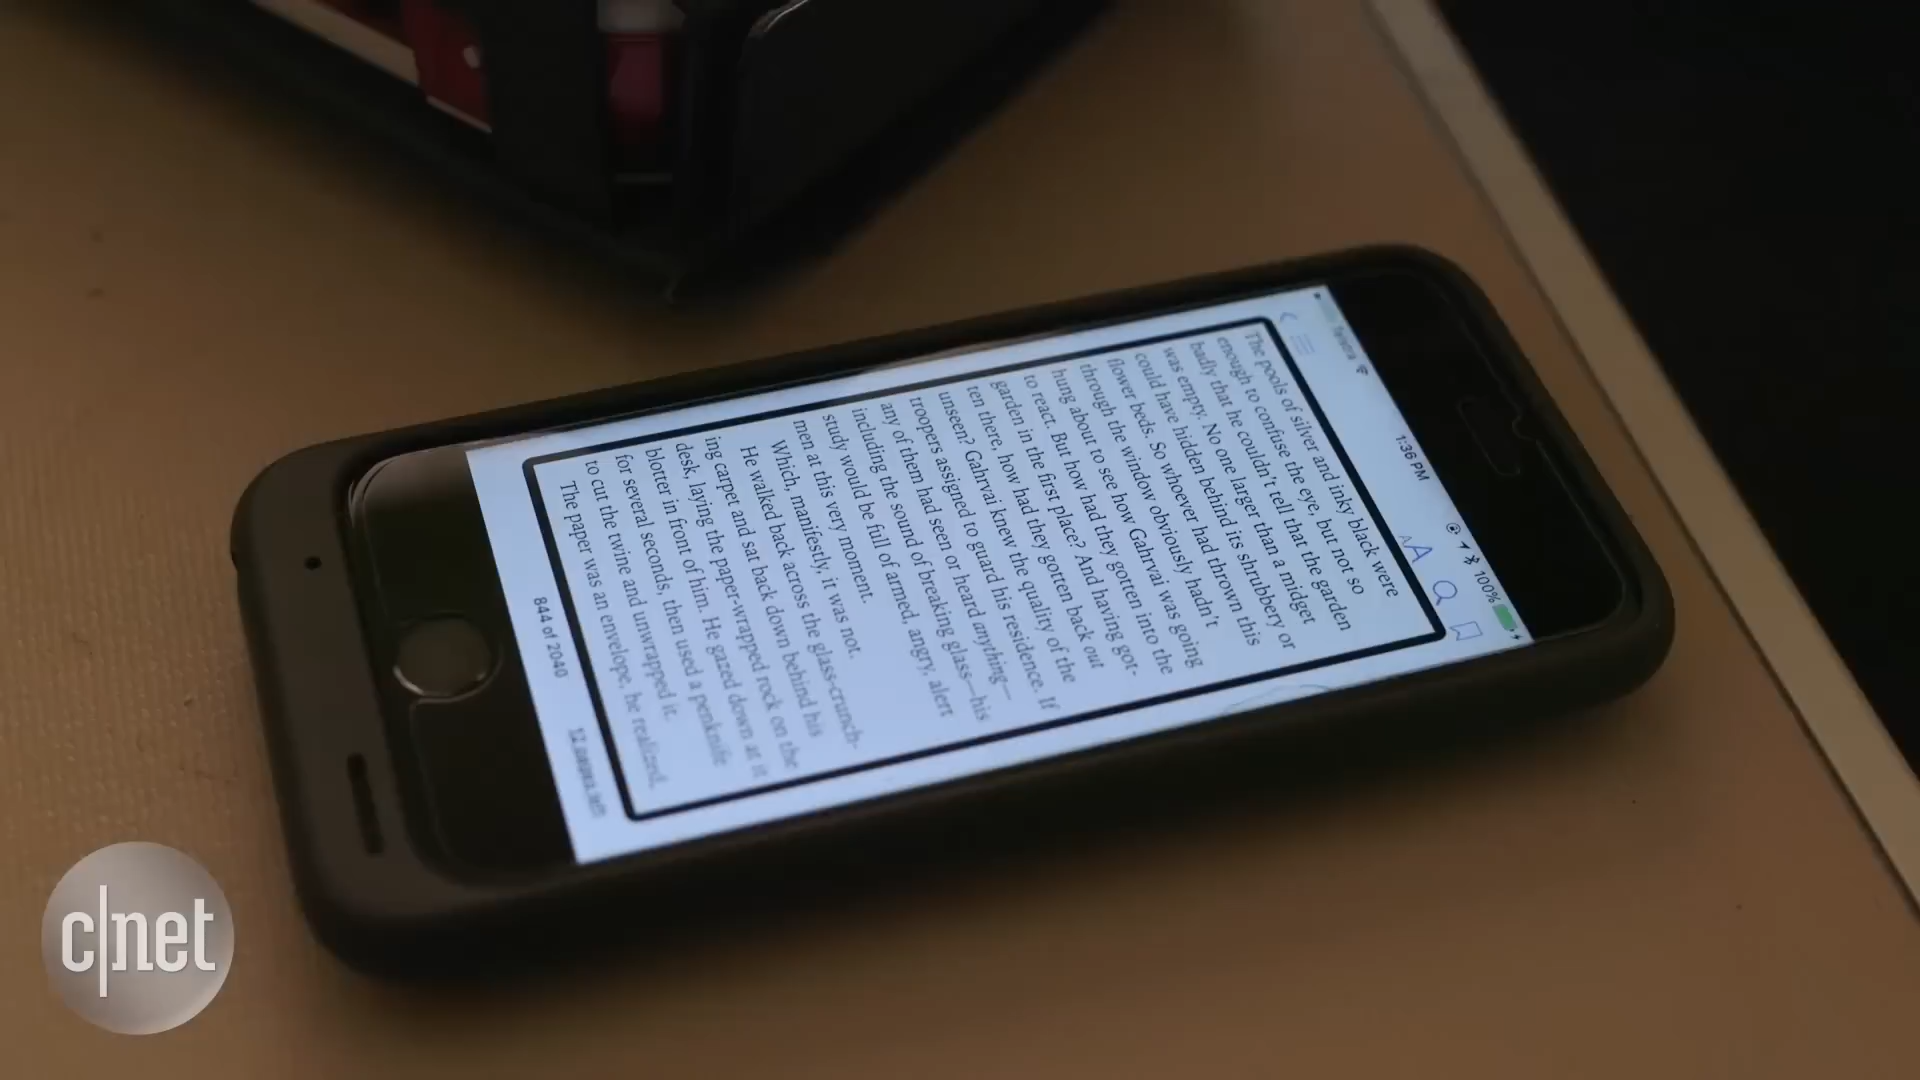 Telstra 1:36 PM 100%
AA
The pools of silver and inky black were
enough to confuse the eye, but not so
badly that he couldn't tell that the garden
was empty. No one larger than a midget
could have hidden behind its shrubbery or
flower beds. So whoever had thrown this
through the window obviously hadn't
hung about to see how Gahrvai was going
to react. But how had they gotten into the
garden in the first place? And having got-
ten there, how had they gotten back out
unseen? Gahrvai knew the quality of the
troopers assigned to guard his residence. If
any of them had seen or heard anything—
including the sound of breaking glass—his
study would be full of armed, angry, alert
men at this very moment.
Which, manifestly, it was not.
He walked back across the glass-crunch-
ing carpet and sat back down behind his
desk, laying the paper-wrapped rock on the
blotter in front of him. He gazed down at it
for several seconds, then used a penknife
to cut the twine and unwrapped it.
The paper was an envelope, he realized,
844 of 2040 12 pages left
c|net